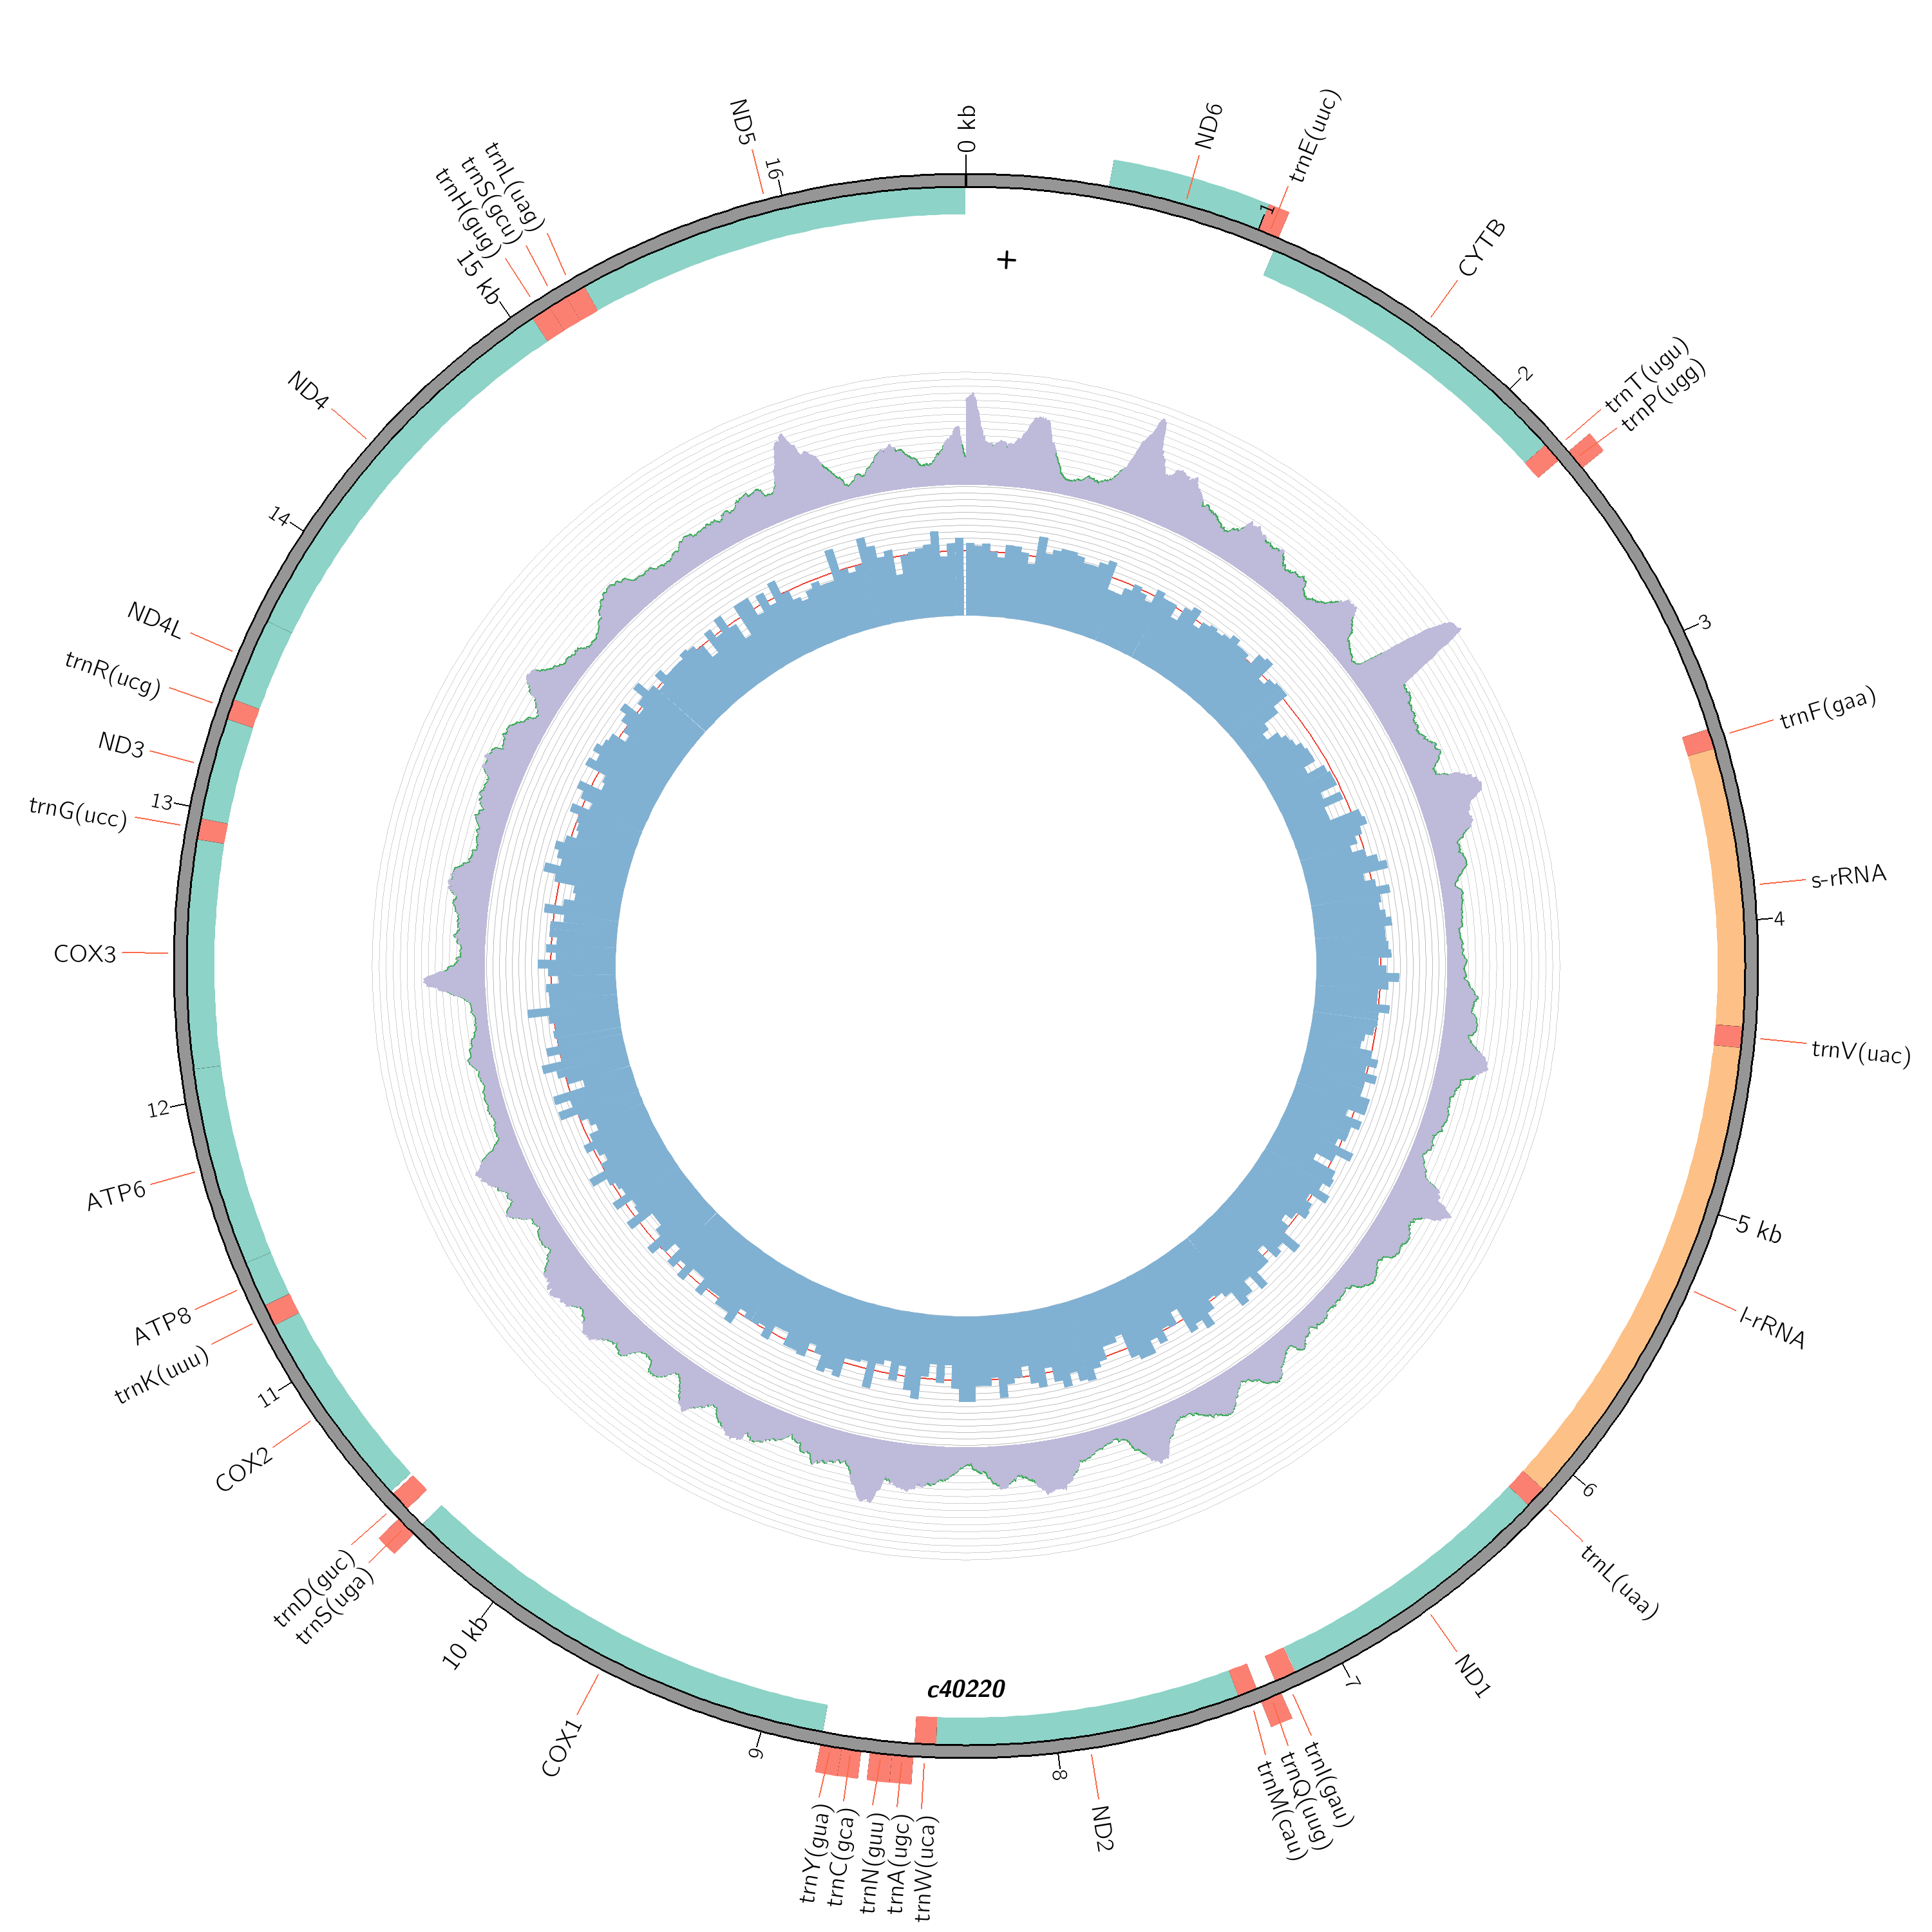 0 kb
ND6
trnE(uuc)
1
CYTB
2
trnT(ugu)
trnP(ugg)
3
trnF(gaa)
s-rRNA
4
trnV(uac)
5 kb
l-rRNA
6
trnL(uaa)
ND1
7
trnI(gau)
trnQ(uug)
trnM(cau)
ND2
8
trnW(uca)
trnA(ugc)
trnN(guu)
trnC(gca)
trnY(gua)
9
COX1
10 kb
trnS(uga)
trnD(guc)
COX2
11
trnK(uuu)
ATP8
ATP6
12
COX3
trnG(ucc)
13
ND3
trnR(ucg)
ND4L
14
ND4
15 kb
trnH(gug)
trnS(gcu)
trnL(uag)
ND5
16
+
c40220